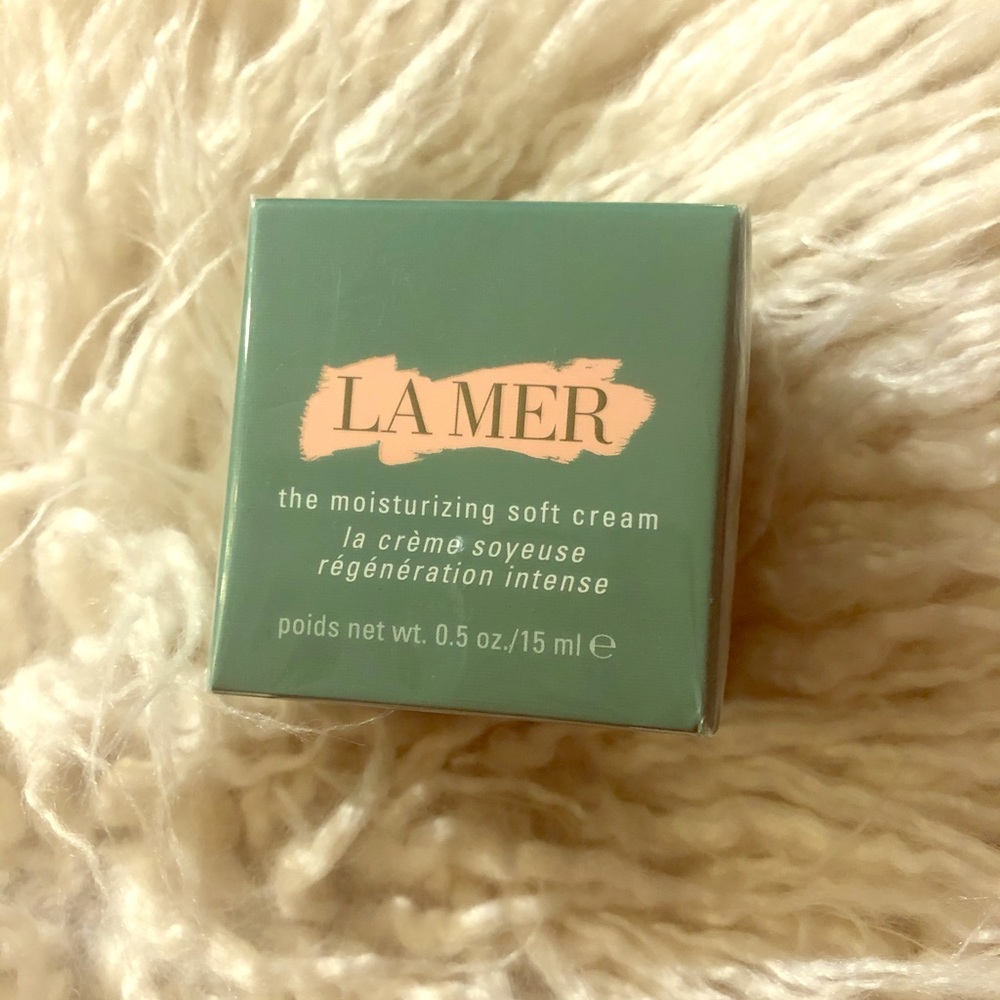 LA MER
the moisturizing soft cream
la crème soyeuse
régénération intense
poids net wt. 0.5 oz./15 ml ℮